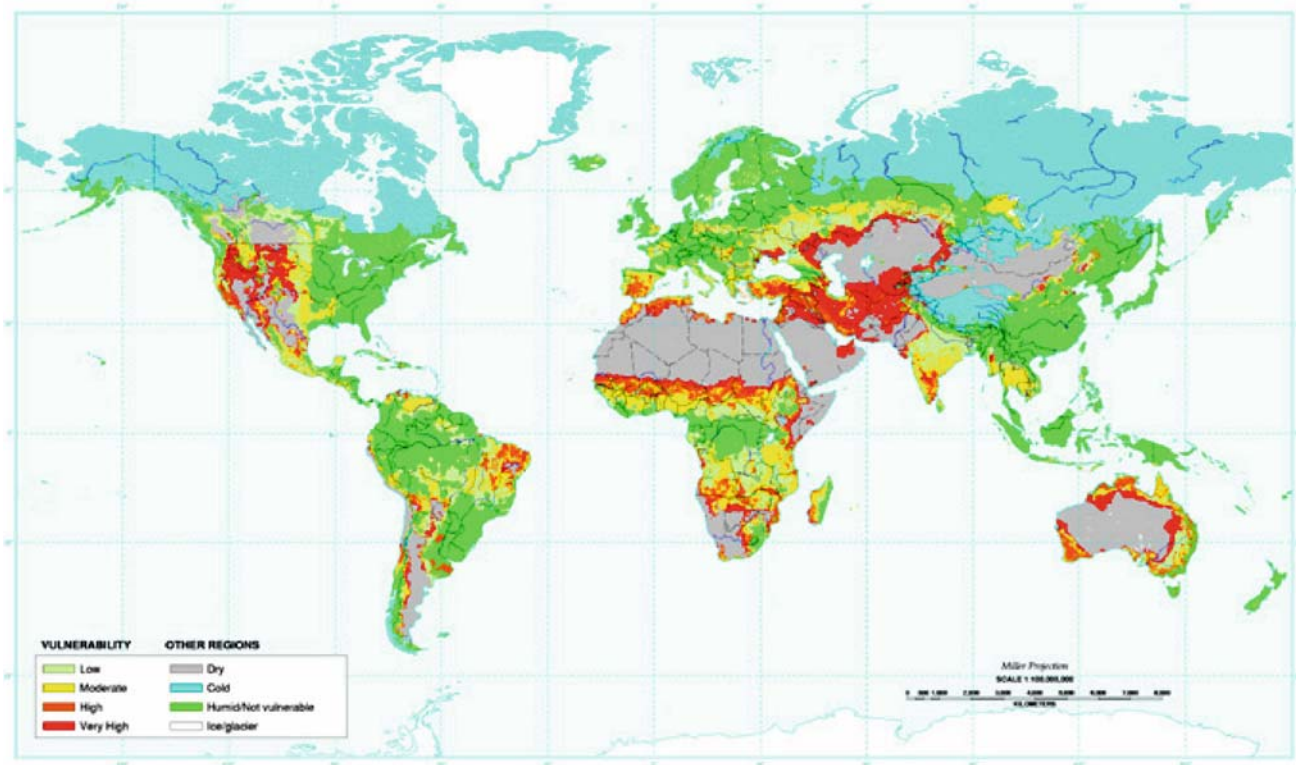 VULNERABILITY
OTHER REGIONS
Low
Dry
Moderate
Cold
High
Humid/Not vulnerable
Very High
Ice/glacier
Miller Projection
SCALE 1:100,000,000
0 500 1,000 2,000 3,000 4,000 5,000 6,000 7,000 8,000
KILOMETERS